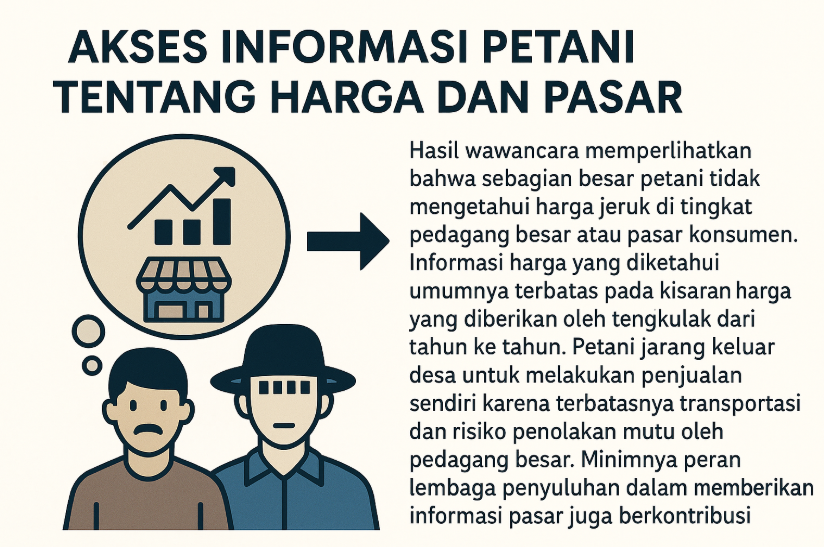 AKSES INFORMASI PETANI
TENTANG HARGA DAN PASAR
Hasil wawancara memperlihatkan
bahwa sebagian besar petani tidak
mengetahui harga jeruk di tingkat
pedagang besar atau pasar konsumen.
Informasi harga yang diketahui
umumnya terbatas pada kisaran harga
yang diberikan oleh tengkulak dari
tahun ke tahun. Petani jarang keluar
desa untuk melakukan penjualan
sendiri karena terbatasnya transportasi
dan risiko penolakan mutu oleh
pedagang besar. Minimnya peran
lembaga penyuluhan dalam memberikan
informasi pasar juga berkontribusi